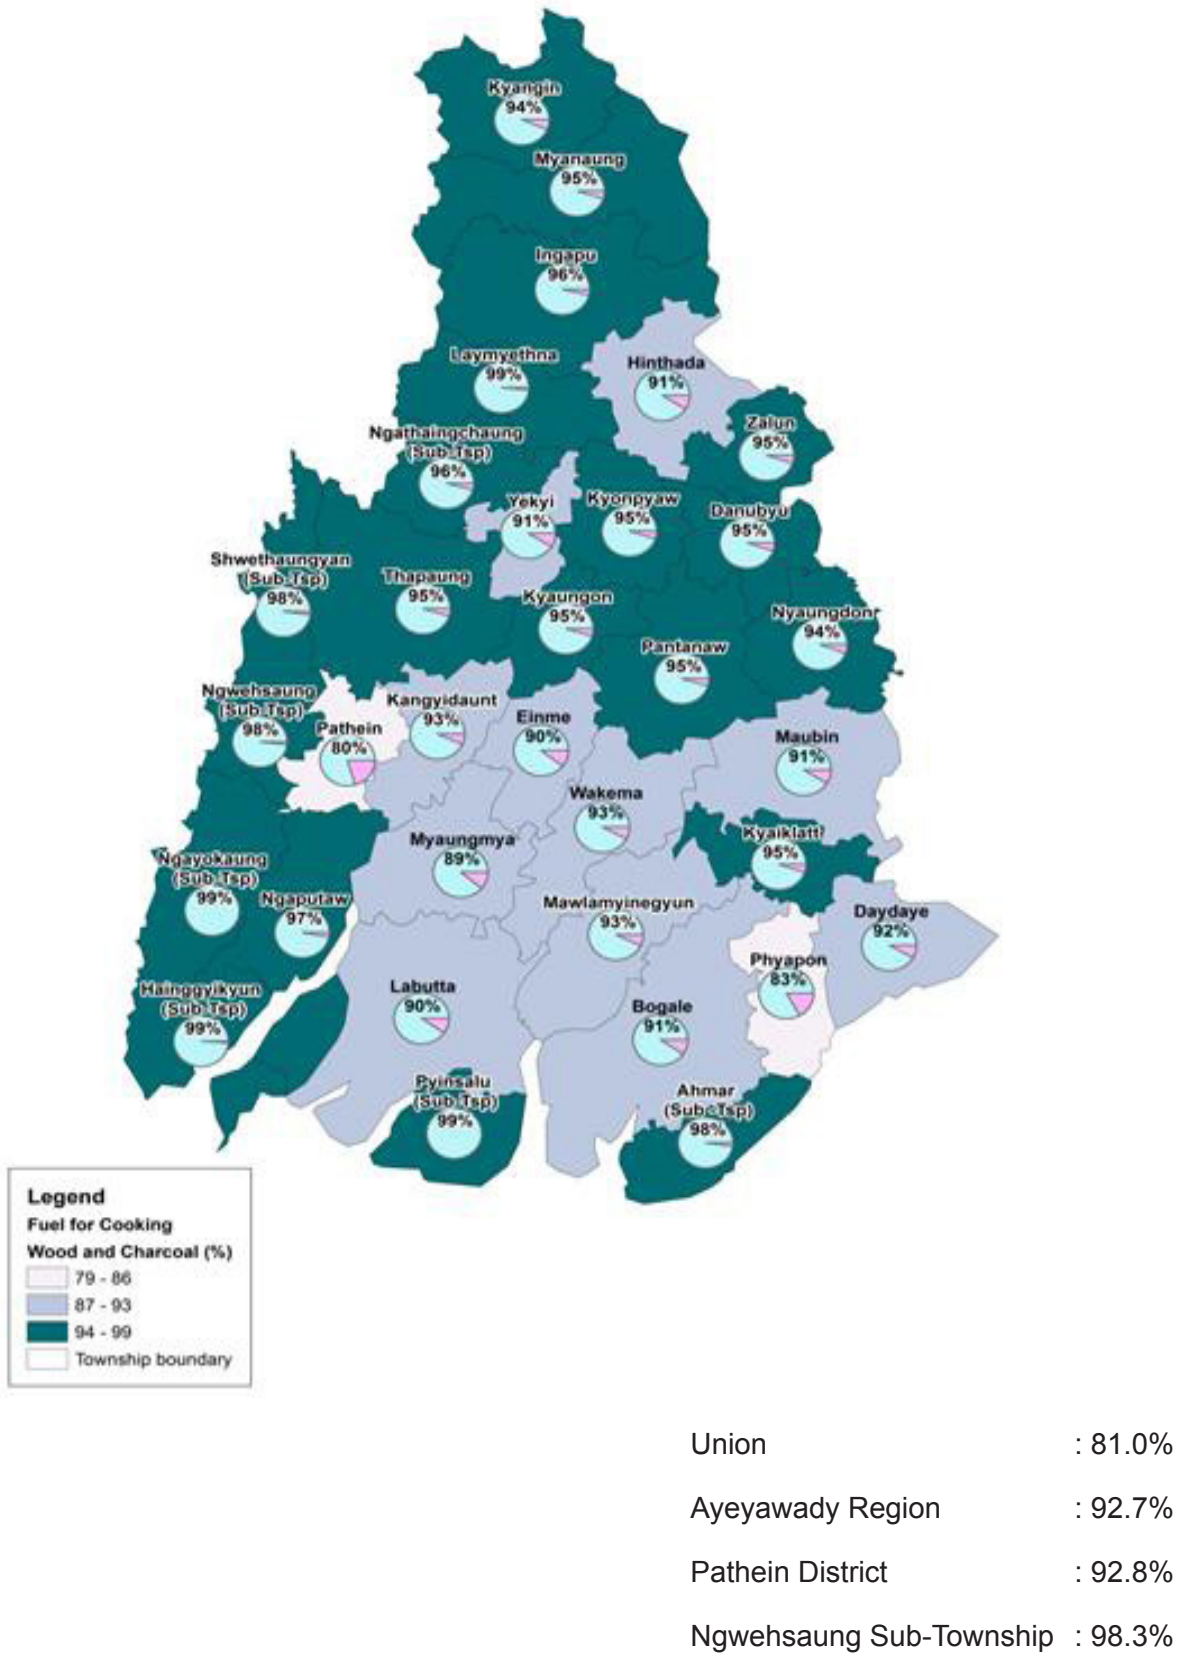 Kyangin
94%
Myanaung
95%
Ingapu
96%
Laymyethna
99%
Hinthada
91%
Zalun
95%
Ngathaingchaung
(Sub-Tsp)
96%
Yekyi
91%
Kyonpyaw
95%
Danubyu
95%
Shwethaungyan
(Sub-Tsp)
98%
Thapaung
95%
Kyaungon
95%
Nyaungdon
94%
Pantanaw
95%
Ngwehsaung
(Sub-Tsp)
98%
Pathein
80%
Kangyidaunt
93%
Einme
90%
Maubin
91%
Wakema
93%
Myaungmya
89%
Kyaiklatt
95%
Ngayokaung
(Sub-Tsp)
99%
Ngaputaw
97%
Mawlamyinegyun
93%
Daydaye
92%
Phyapon
83%
Hainggyikyun
(Sub-Tsp)
99%
Labutta
90%
Bogale
91%
Pyinsalu
(Sub-Tsp)
99%
Ahmar
(Sub-Tsp)
98%
Legend
Fuel for Cooking
Wood and Charcoal (%)
79 - 86
87 - 93
94 - 99
Township boundary
Union : 81.0%
Ayeyawady Region : 92.7%
Pathein District : 92.8%
Ngwehsaung Sub-Township : 98.3%